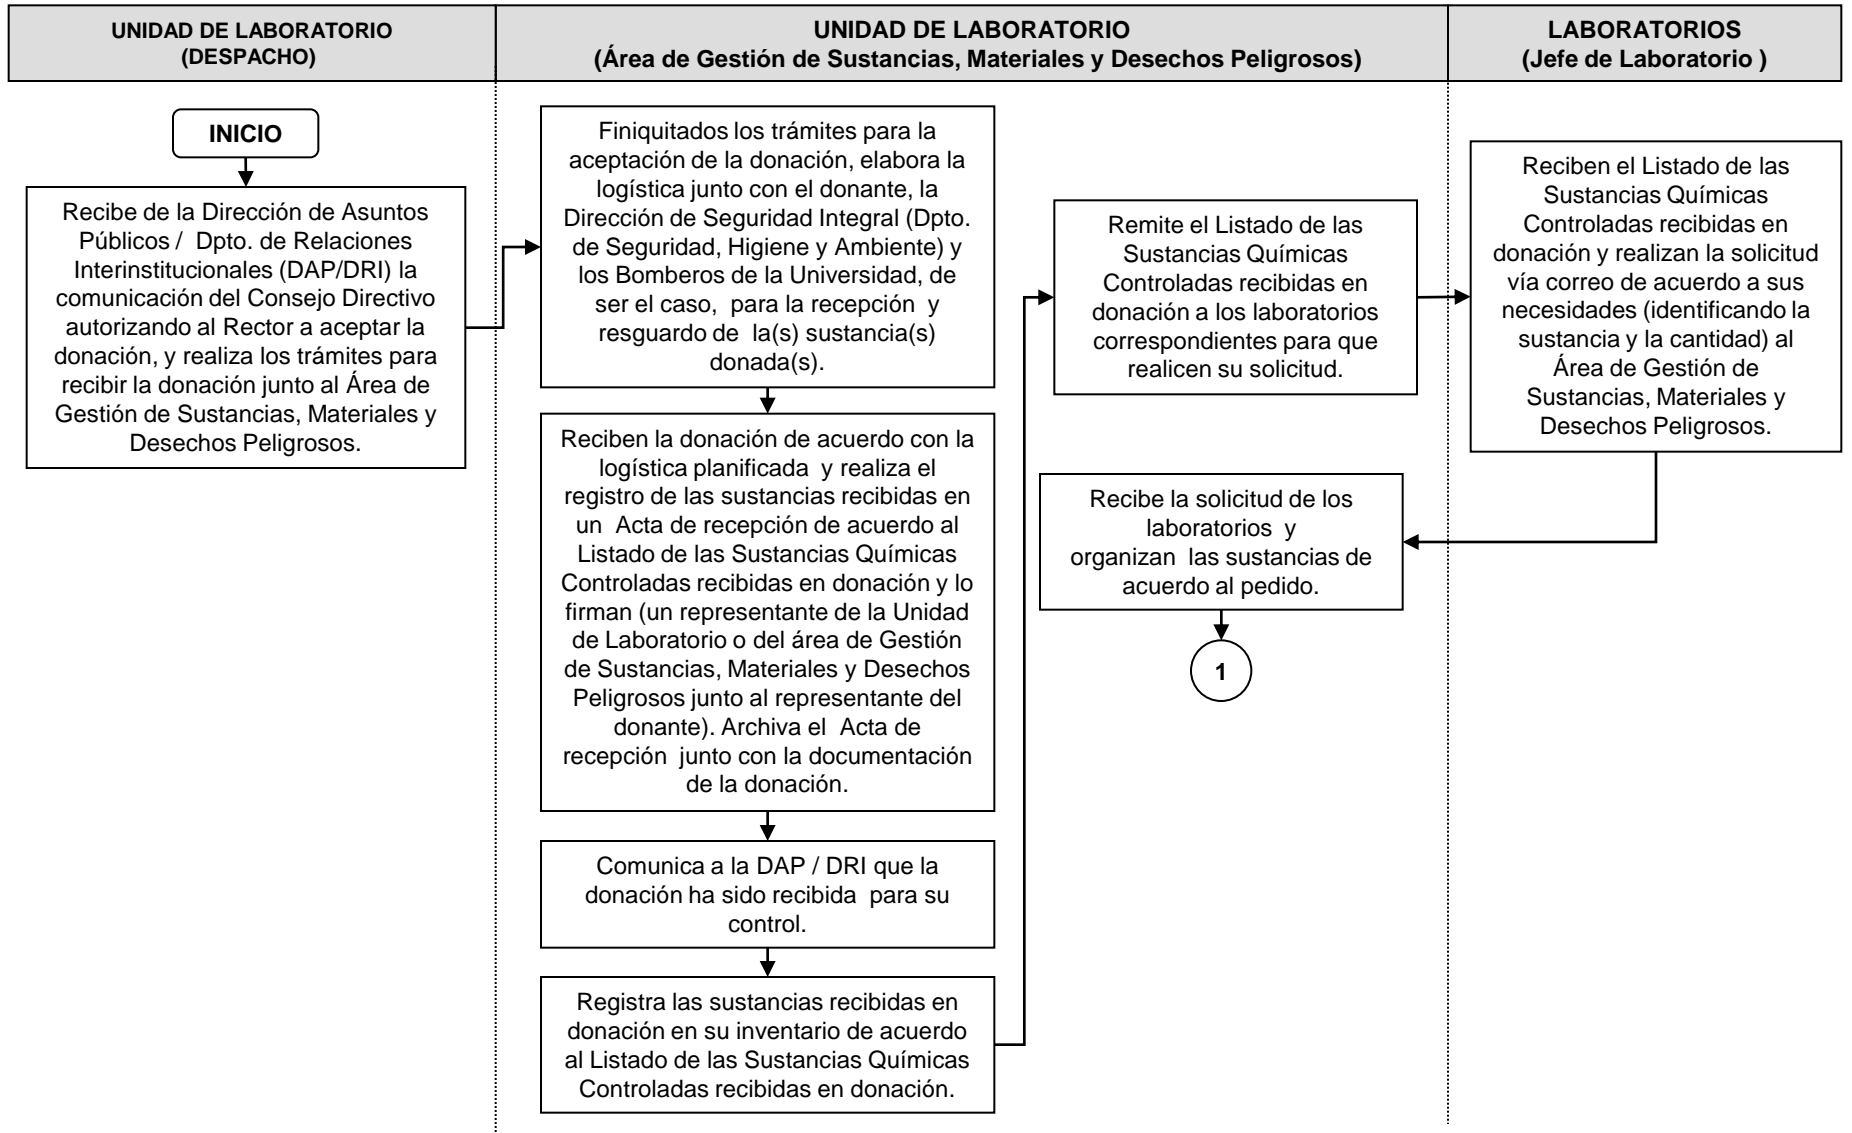 UNIDAD DE LABORATORIO
(DESPACHO)
UNIDAD DE LABORATORIO
(Área de Gestión de Sustancias, Materiales y Desechos Peligrosos)
LABORATORIOS
(Jefe de Laboratorio )
INICIO
Recibe de la Dirección de Asuntos
Públicos / Dpto. de Relaciones
Interinstitucionales (DAP/DRI) la
comunicación del Consejo Directivo
autorizando al Rector a aceptar la
donación, y realiza los trámites para
recibir la donación junto al Área de
Gestión de Sustancias, Materiales y
Desechos Peligrosos.
Finiquitados los trámites para la
aceptación de la donación, elabora la
logística junto con el donante, la
Dirección de Seguridad Integral (Dpto.
de Seguridad, Higiene y Ambiente) y
los Bomberos de la Universidad, de
ser el caso, para la recepción y
resguardo de la(s) sustancia(s)
donada(s).
Reciben la donación de acuerdo con la
logística planificada y realiza el
registro de las sustancias recibidas en
un Acta de recepción de acuerdo al
Listado de las Sustancias Químicas
Controladas recibidas en donación y lo
firman (un representante de la Unidad
de Laboratorio o del área de Gestión
de Sustancias, Materiales y Desechos
Peligrosos junto al representante del
donante). Archiva el Acta de
recepción junto con la documentación
de la donación.
Comunica a la DAP / DRI que la
donación ha sido recibida para su
control.
Registra las sustancias recibidas en
donación en su inventario de acuerdo
al Listado de las Sustancias Químicas
Controladas recibidas en donación.
Remite el Listado de las
Sustancias Químicas
Controladas recibidas en
donación a los laboratorios
correspondientes para que
realicen su solicitud.
Reciben el Listado de las
Sustancias Químicas
Controladas recibidas en
donación y realizan la solicitud
vía correo de acuerdo a sus
necesidades (identificando la
sustancia y la cantidad) al
Área de Gestión de
Sustancias, Materiales y
Desechos Peligrosos.
Recibe la solicitud de los
laboratorios y
organizan las sustancias de
acuerdo al pedido.
1